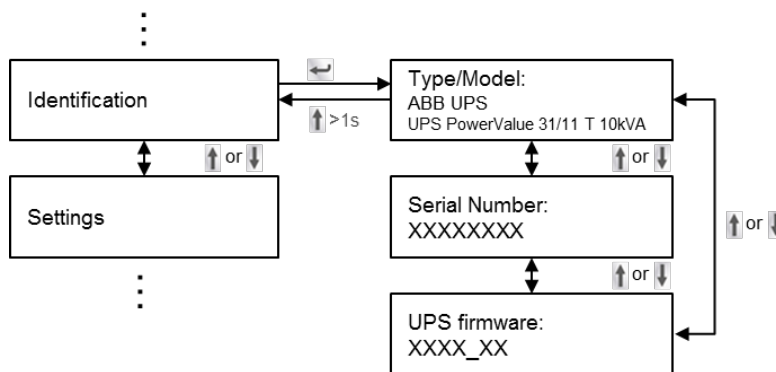 Identification
>1s
Type/Model:
ABB UPS
UPS PowerValue 31/11 T 10kVA
or
or
Settings
Serial Number:
XXXXXXXX
or
or
UPS firmware:
XXXX_XX